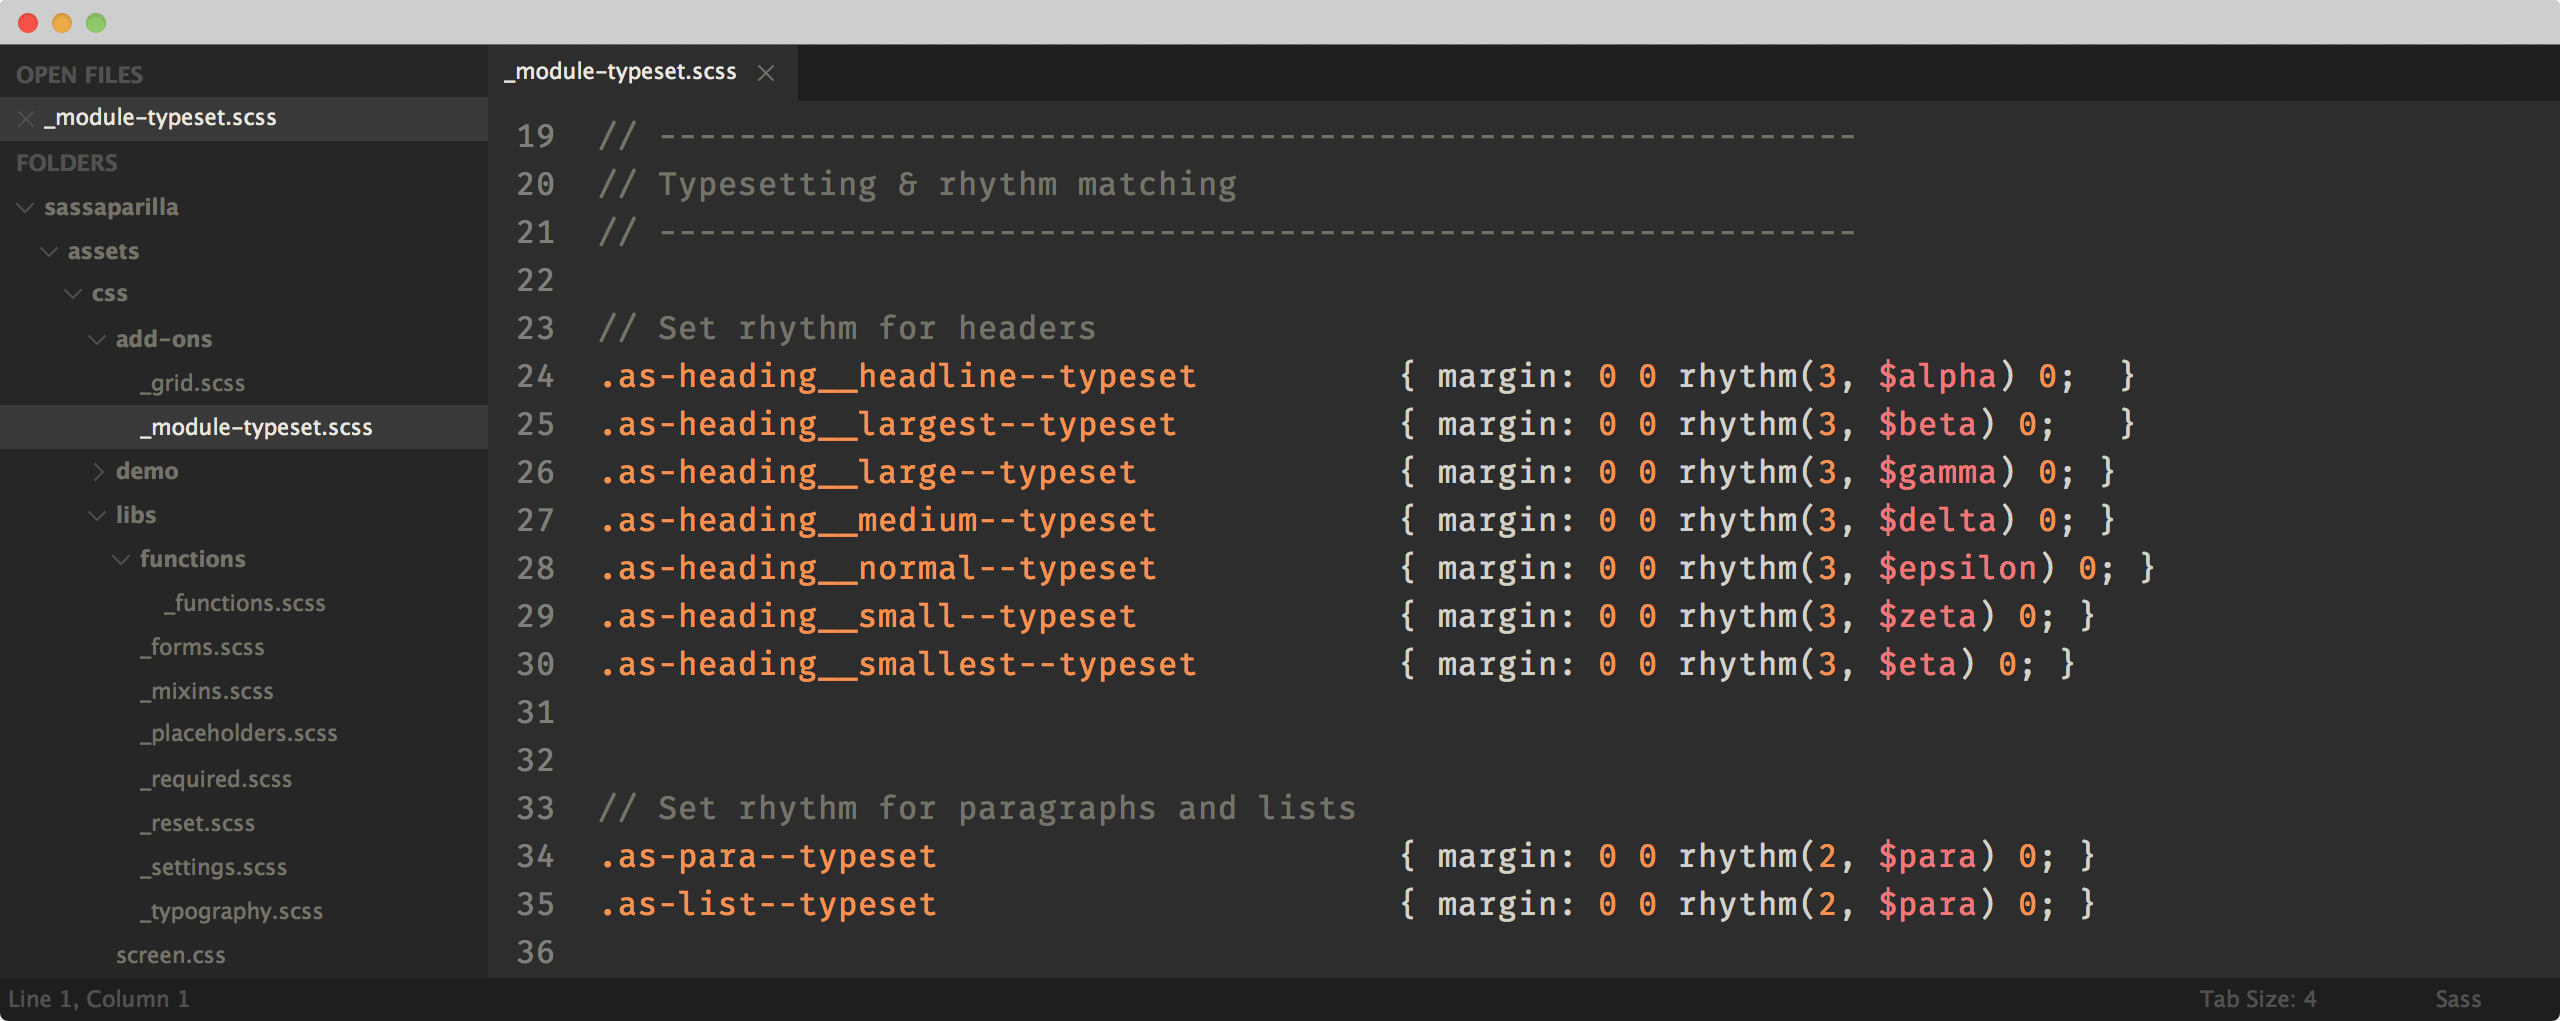 OPEN FILES
_module-typeset.scss
FOLDERS
sassaparilla
assets
css
add-ons
_grid.scss
_module-typeset.scss
demo
libs
functions
_functions.scss
_forms.scss
_mixins.scss
_placeholders.scss
_required.scss
_reset.scss
_settings.scss
_typography.scss
screen.css
_module-typeset.scss
19 // ------------------------------------------------------------
20 // Typesetting & rhythm matching
21 // ------------------------------------------------------------
22
23 // Set rhythm for headers
24 .as-heading__headline--typeset { margin: 0 0 rhythm(3, $alpha) 0;  }
25 .as-heading__largest--typeset { margin: 0 0 rhythm(3, $beta) 0;   }
26 .as-heading__large--typeset { margin: 0 0 rhythm(3, $gamma) 0; }
27 .as-heading__medium--typeset { margin: 0 0 rhythm(3, $delta) 0; }
28 .as-heading__normal--typeset { margin: 0 0 rhythm(3, $epsilon) 0; }
29 .as-heading__small--typeset { margin: 0 0 rhythm(3, $zeta) 0; }
30 .as-heading__smallest--typeset { margin: 0 0 rhythm(3, $eta) 0; }
31
32
33 // Set rhythm for paragraphs and lists
34 .as-para--typeset { margin: 0 0 rhythm(2, $para) 0; }
35 .as-list--typeset { margin: 0 0 rhythm(2, $para) 0; }
36
Line 1, Column 1
Tab Size: 4
Sass